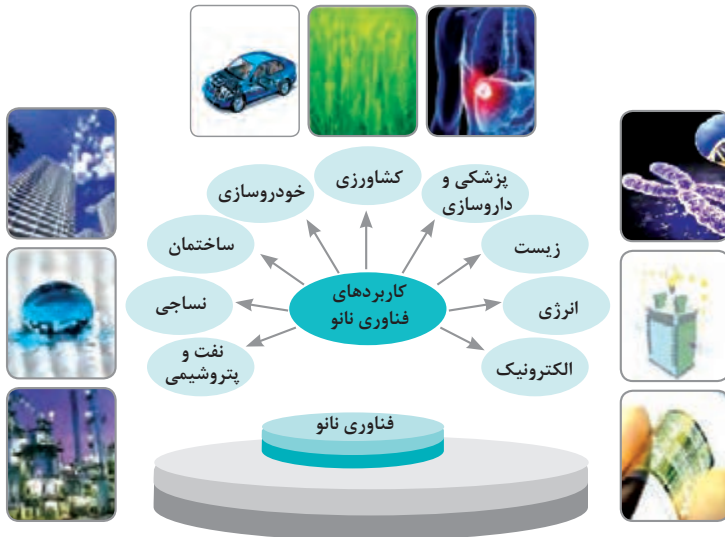 کشاورزی
پزشکی و
داروسازی
خودروسازی
زیست
ساختمان
کاربردهای
فناوری نانو
انرژی
نساجی
الکترونیک
نفت و
پتروشیمی
فناوری نانو